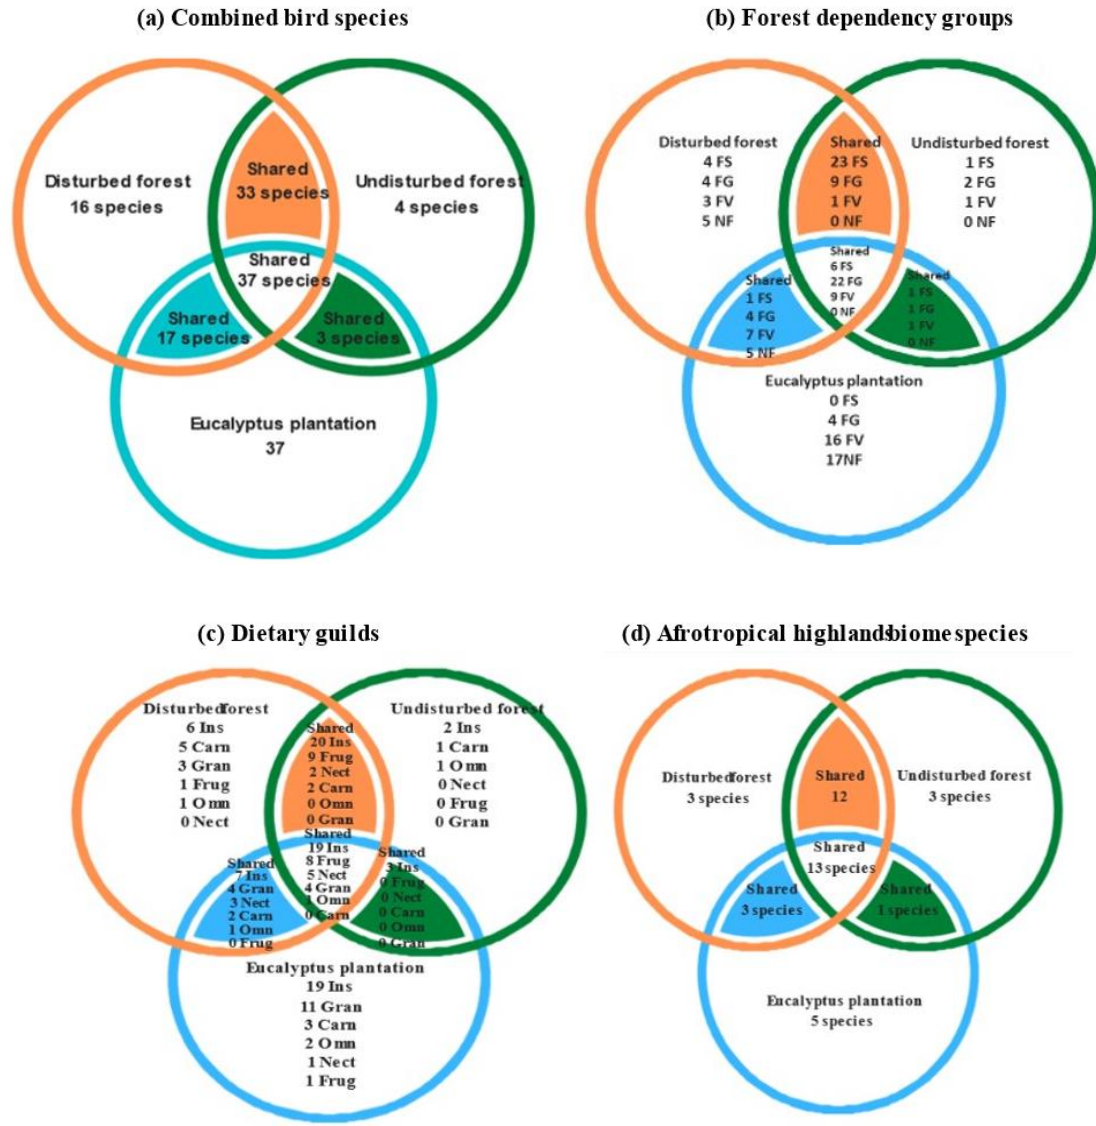 (a) Combined bird species
Disturbed forest
16 species
Shared
33 species
Undisturbed forest
4 species
Shared
37 species
Shared
17 species
Shared
3 species
Eucalyptus plantation
37
(b) Forest dependency groups
Disturbed forest
4 FS
4 FG
3 FV
5 NF
Shared
23 FS
9 FG
1 FV
0 NF
Undisturbed forest
1 FS
2 FG
1 FV
0 NF
Shared
6 FS
22 FG
9 FV
0 NF
Shared
1 FS
4 FG
7 FV
5 NF
Shared
1 FS
1 FG
1 FV
0 NF
Eucalyptus plantation
0 FS
4 FG
16 FV
17NF
(c) Dietary guilds
Disturbedforest
6 Ins
5 Carn
3 Gran
1 Frug
1 Omn
0 Nect
Shared
20 Ins
9 Frug
2 Nect
2 Carn
0 Omn
0 Gran
Undisturbed forest
2 Ins
1 Carn
1 Omn
0 Nect
0 Frug
0 Gran
Shared
19 Ins
8 Frug
5 Nect
4 Gran
1 Omn
0 Carn
Shared
7 Ins
4 Gran
3 Nect
2 Carn
1 Omn
0 Frug
Shared
3 Ins
0 Frug
0 Nect
0 Carn
0 Omn
0 Gran
Eucalyptus plantation
19 Ins
11 Gran
3 Carn
2 Omn
1 Nect
1 Frug
(d) Afrotropical highlandsbiome species
Disturbedforest
3 species
Shared
12
Undisturbed forest
3 species
Shared
13 species
Shared
3 species
Shared
1 species
Eucalyptus plantation
5 species